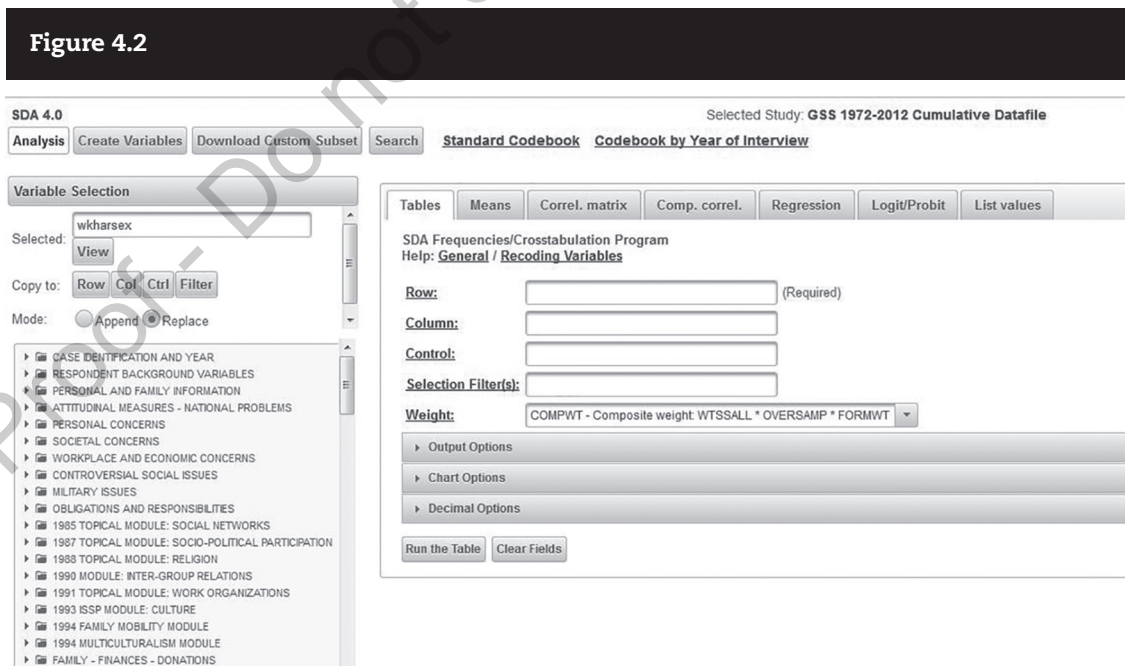 Figure 4.2
SDA 4.0
Selected Study: GSS 1972-2012 Cumulative Datafile
Analysis Create Variables Download Custom Subset Search Standard Codebook Codebook by Year of Interview
Variable Selection
Selected: wkharsex
View
Copy to: Row Col Ctrl Filter
Mode: Append Replace
CASE IDENTIFICATION AND YEAR
RESPONDENT BACKGROUND VARIABLES
PERSONAL AND FAMILY INFORMATION
ATTITUDINAL MEASURES - NATIONAL PROBLEMS
PERSONAL CONCERNS
SOCIETAL CONCERNS
WORKPLACE AND ECONOMIC CONCERNS
CONTROVERSIAL SOCIAL ISSUES
MILITARY ISSUES
OBLIGATIONS AND RESPONSIBILITIES
1985 TOPICAL MODULE: SOCIAL NETWORKS
1987 TOPICAL MODULE: SOCIO-POLITICAL PARTICIPATION
1988 TOPICAL MODULE: RELIGION
1990 MODULE: INTER-GROUP RELATIONS
1991 TOPICAL MODULE: WORK ORGANIZATIONS
1993 ISSP MODULE: CULTURE
1994 FAMILY MOBILITY MODULE
1994 MULTICULTURALISM MODULE
FAMILY - FINANCES - DONATIONS
Tables Means Correl. matrix Comp. correl. Regression Logit/Probit List values
SDA Frequencies/Crosstabulation Program
Help: General / Recoding Variables
Row: (Required)
Column:
Control:
Selection Filter(s):
Weight: COMPWT - Composite weight: WTSSALL * OVERSAMP * FORMWT
Output Options
Chart Options
Decimal Options
Run the Table Clear Fields
Proof - Do not